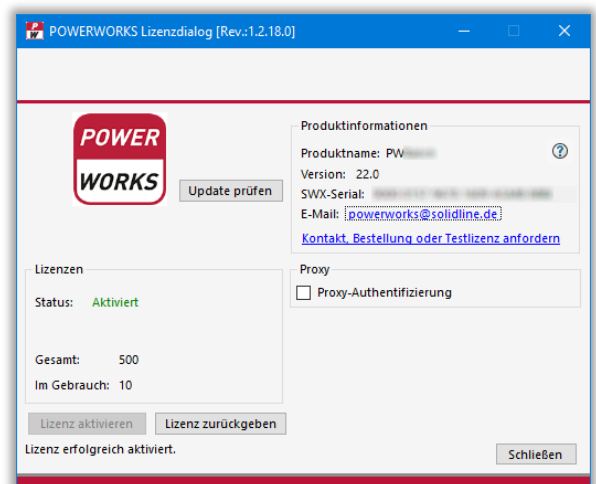 POWERWORKS Lizenzdialog [Rev.:1.2.18.0]
POWER
WORKS
Update prüfen
Produktinformationen
Produktname: PW
Version: 22.0
SWX-Serial:
E-Mail: powerworks@solidline.de
Kontakt, Bestellung oder Testlizenz anfordern
Lizenzen
Status: Aktiviert
Gesamt: 500
Im Gebrauch: 10
Proxy
Proxy-Authentifizierung
Lizenz aktivieren
Lizenz zurückgeben
Lizenz erfolgreich aktiviert.
Schließen